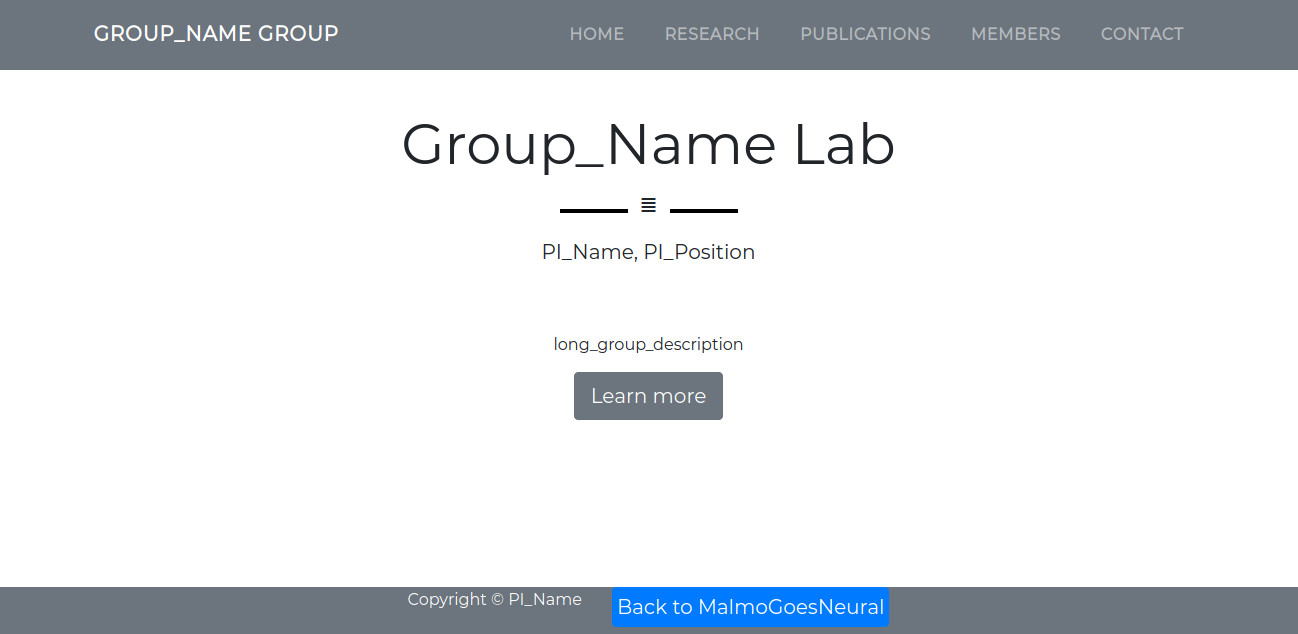 GROUP_NAME GROUP HOME RESEARCH PUBLICATIONS MEMBERS CONTACT
Group_Name Lab
PI_Name, PI_Position
long_group_description
Learn more
Copyright © PI_Name Back to MalmoGoesNeural